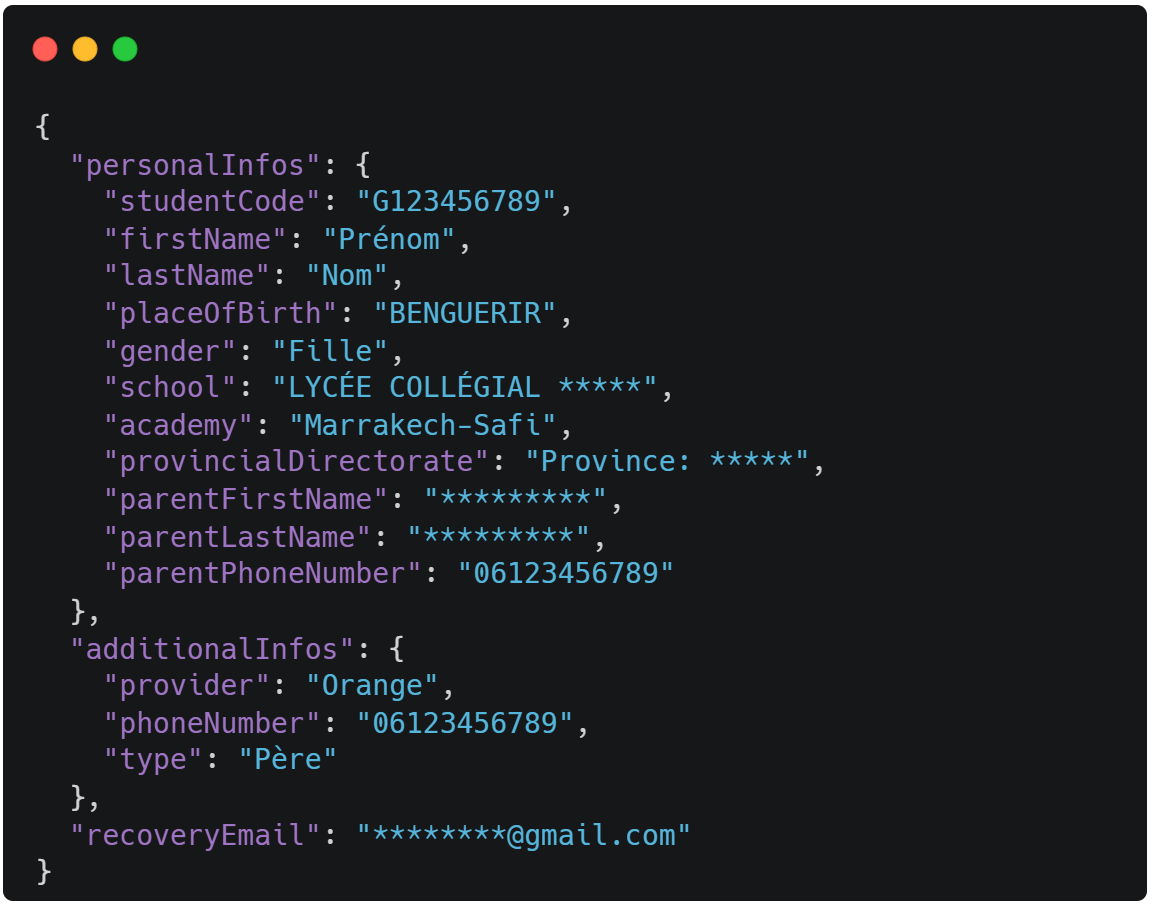 {
  "personalInfos": {
    "studentCode": "G123456789",
    "firstName": "Prénom",
    "lastName": "Nom",
    "placeOfBirth": "BENGUERIR",
    "gender": "Fille",
    "school": "LYCÉE COLLÉGIAL *****",
    "academy": "Marrakech-Safi",
    "provincialDirectorate": "Province: *****",
    "parentFirstName": "*********",
    "parentLastName": "*********",
    "parentPhoneNumber": "06123456789"
  },
  "additionalInfos": {
    "provider": "Orange",
    "phoneNumber": "06123456789",
    "type": "Père"
  },
  "recoveryEmail": "********@gmail.com"
}